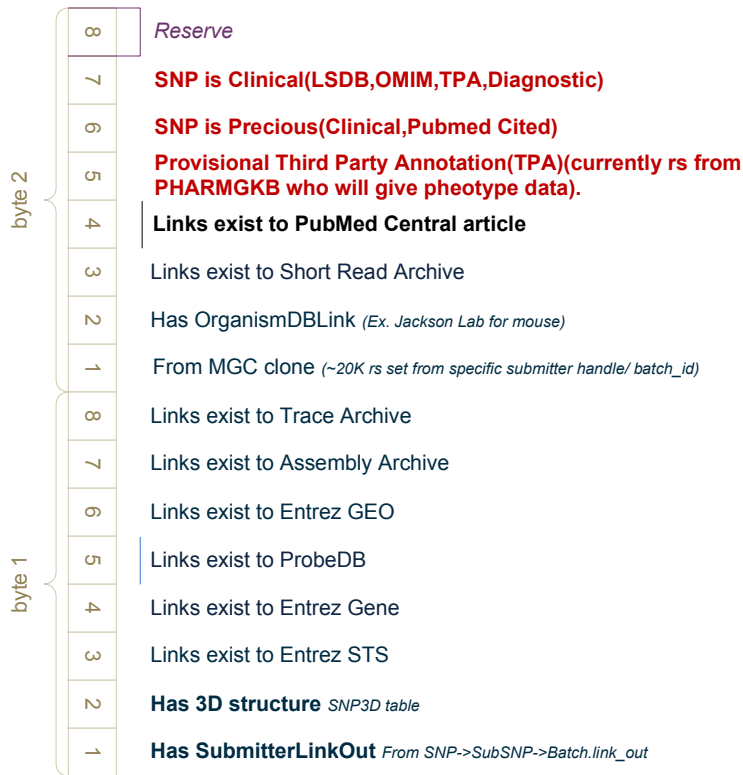 byte 2
8 Reserve
7 SNP is Clinical(LSDB,OMIM,TPA,Diagnostic)
6 SNP is Precious(Clinical,Pubmed Cited)
5 Provisional Third Party Annotation(TPA)(currently rs from
PHARMGKB who will give pheotype data).
4 Links exist to PubMed Central article
3 Links exist to Short Read Archive
2 Has OrganismDBLink (Ex. Jackson Lab for mouse)
1 From MGC clone (~20K rs set from specific submitter handle/ batch_id)
byte 1
8 Links exist to Trace Archive
7 Links exist to Assembly Archive
6 Links exist to Entrez GEO
5 Links exist to ProbeDB
4 Links exist to Entrez Gene
3 Links exist to Entrez STS
2 Has 3D structure SNP3D table
1 Has SubmitterLinkOut From SNP->SubSNP->Batch.link_out